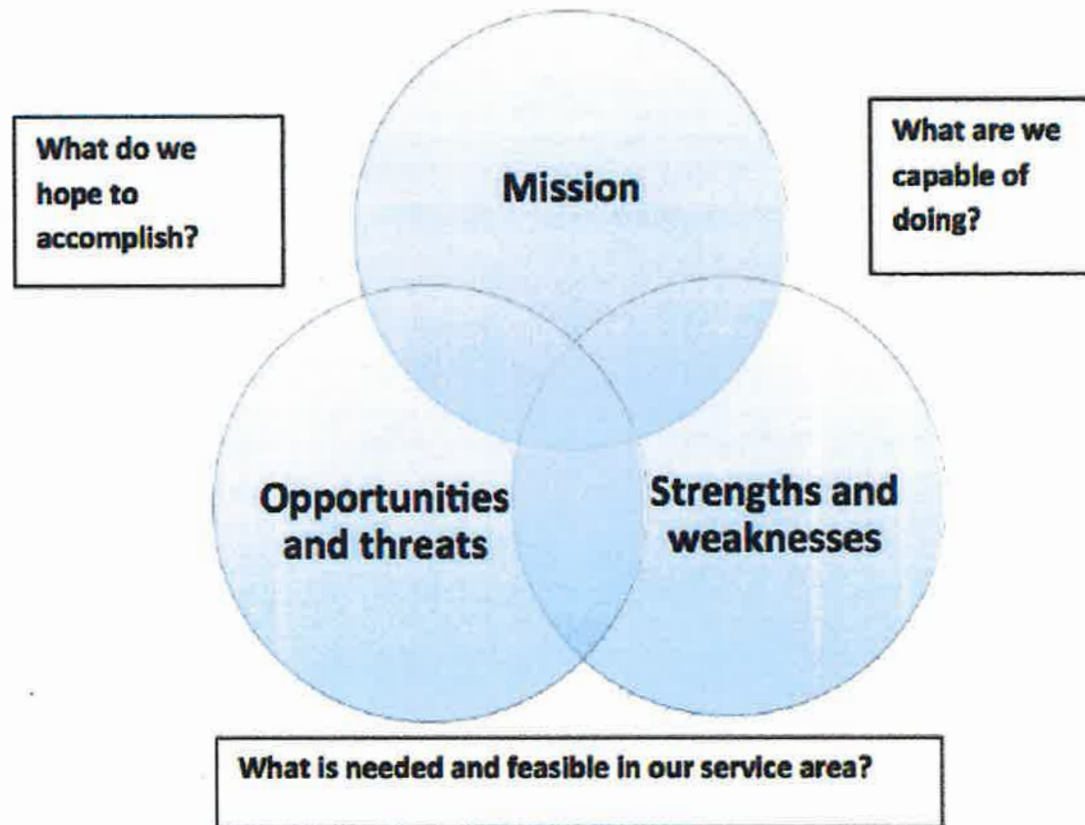 What do we
hope to
accomplish?
Mission
What are we
capable of
doing?
Opportunities
and threats
Strengths and
weaknesses
What is needed and feasible in our service area?